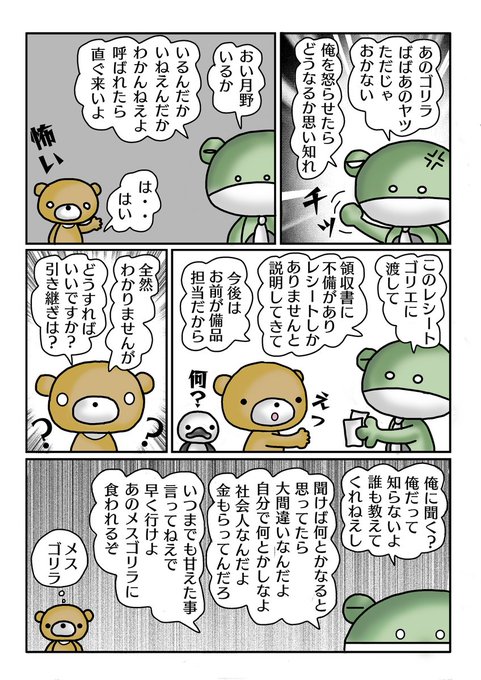 あのゴリラ
ばばあのヤツ
ただじゃ
おかない
俺を怒らせたら
どうなるか思い知れ
チッ
おい月野
いるか
いるんだか
いねえんだか
わかんねえよ
呼ばれたら
直ぐ来いよ
は・・
はい
怖い
このレシート
ゴリエに
渡して
領収書に
不備があり
レシートしか
ありませんと
説明してきて
今後は
お前が備品
担当だから
えっ
何?
全然
わかりませんが
どうすれば
いいですか?
引き継ぎは?
?
?
俺に聞く?
俺だって
知らないよ
誰も教えて
くれねえし
聞けば何とかなると
思ってたら
大間違いなんだよ
自分で何とかしなよ
社会人なんだよ
金もらってんだろ
いつまでも甘えた事
言ってねえで
早く行けよ
あのメスゴリラに
食われるぞ
メス
ゴリラ